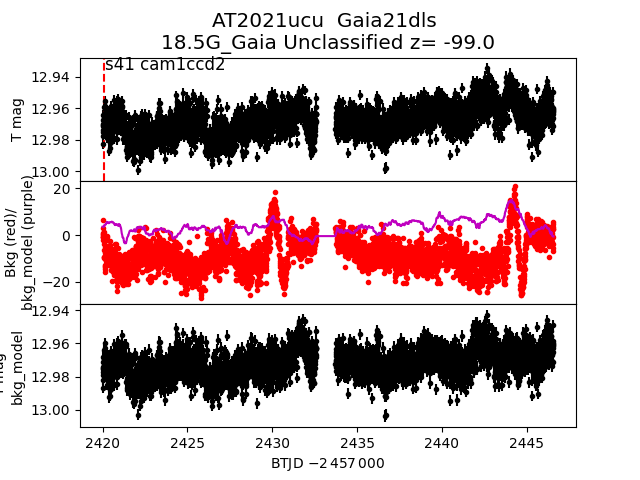 AT2021ucu  Gaia21dls
18.5G_Gaia Unclassified z= -99.0
s41 cam1ccd2
T mag
12.94
12.96
12.98
13.00
Bkg (red)/
bkg_model (purple)
20
0
−20
bkg_model
12.94
12.96
12.98
13.00
2420 2425 2430 2435 2440 2445
BTJD −2 457 000